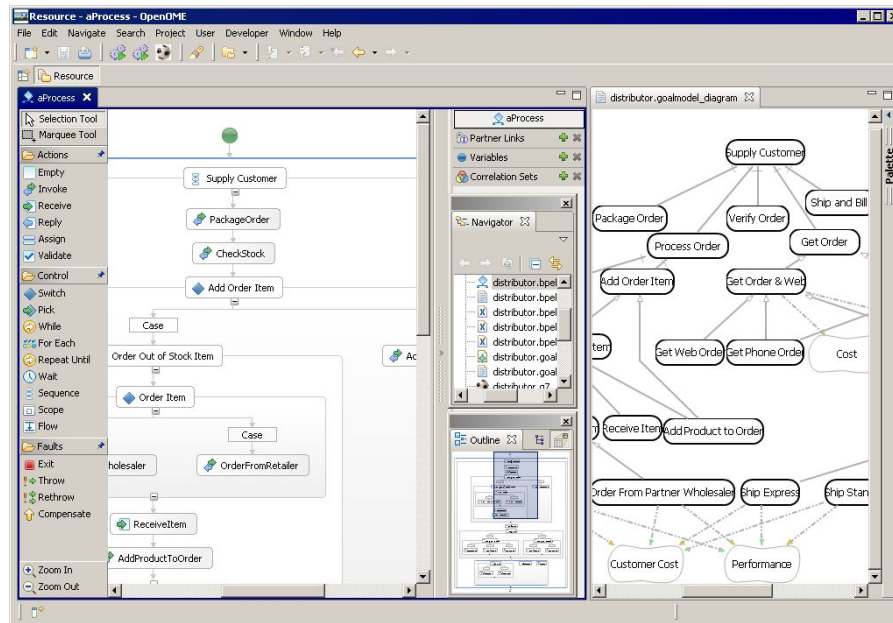 Resource - aProcess - OpenOME
File Edit Navigate Search Project User Developer Window Help
Resource
aProcess
Selection Tool
Marquee Tool
Actions
Empty
Invoke
Receive
Reply
Assign
Validate
Control
Switch
Pick
While
For Each
Repeat Until
Wait
Sequence
Scope
Flow
Faults
Exit
Throw
Rethrow
Compensate
Zoom In
Zoom Out
Supply Customer
PackageOrder
CheckStock
Add Order Item
Case
Order Out of Stock Item
Ac
Order Item
Case
holesaler
OrderFromRetailer
ReceiveItem
AddProductToOrder
aProcess
Partner Links
Variables
Correlation Sets
Navigator
distributor.bpel
distributor.bpel
distributor.bpel
distributor.bpel
distributor.bpel
distributor.goal
distributor.goal
distributor.q7
Outline
distributor.goalmodel_diagram
Palette
Supply Customer
Ship and Bill
Package Order
Verify Order
Process Order
Get Order
Add Order Item
Get Order & Web
tem
Get Web Order
Get Phone Order
Cost
Receive Item
Add Product to Order
Order From Partner Wholesaler
Ship Express
Ship Stan
Customer Cost
Performance